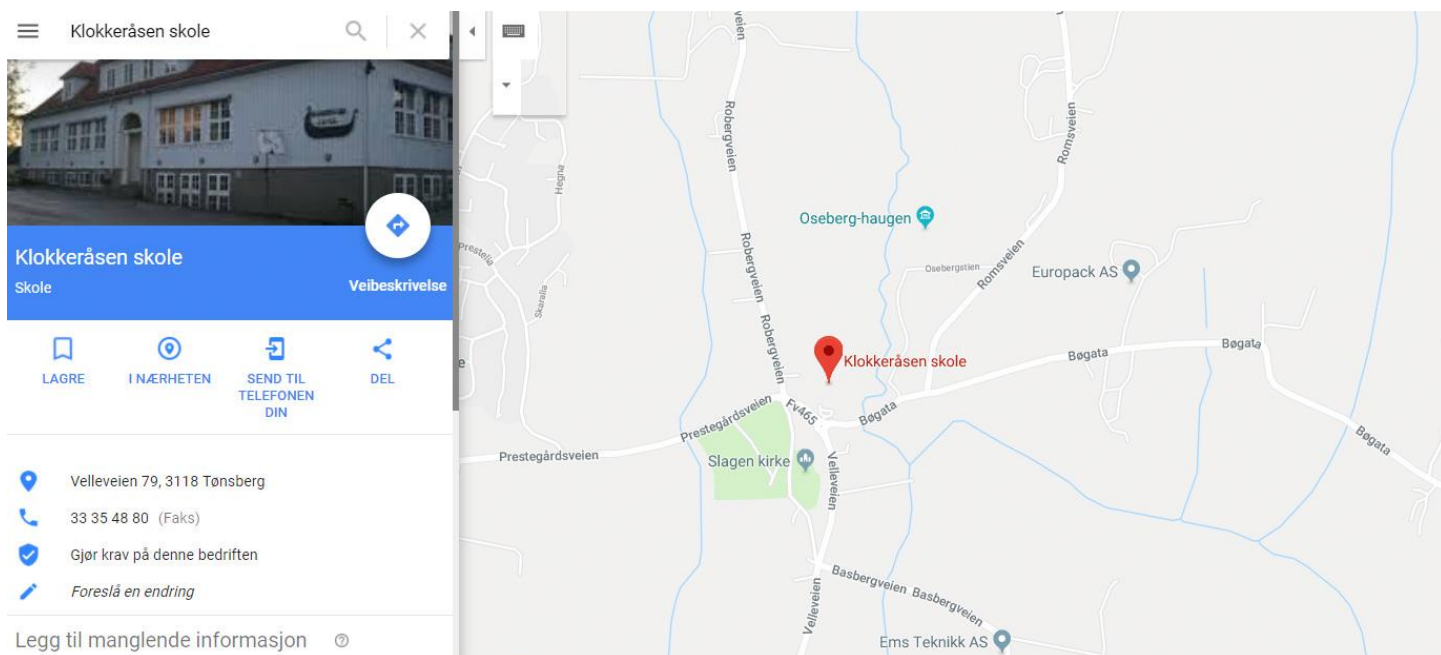 Klokkeråsen skole
Klokkeråsen skole
Skole
Veibeskrivelse
LAGRE
I NÆRHETEN
SEND TIL
TELEFONEN
DIN
DEL
Velleveien 79, 3118 Tønsberg
33 35 48 80 (Faks)
Gjør krav på denne bedriften
Foreslå en endring
Legg til manglende informasjon
Robergveien
Romsveien
Hegna
Oseberg-haugen
Prestelia
Robergveien
Osebergstien
Romsveien
Europack AS
Skaralia
Robergveien
Klokkeråsen skole
Bøgata
Bøgata
Prestegårdsveien
Fv465
Bøgata
Bøgata
Prestegårdsveien
Slagen kirke
Velleveien
Basbergveien
Basbergveien
Velleveien
Ems Teknikk AS